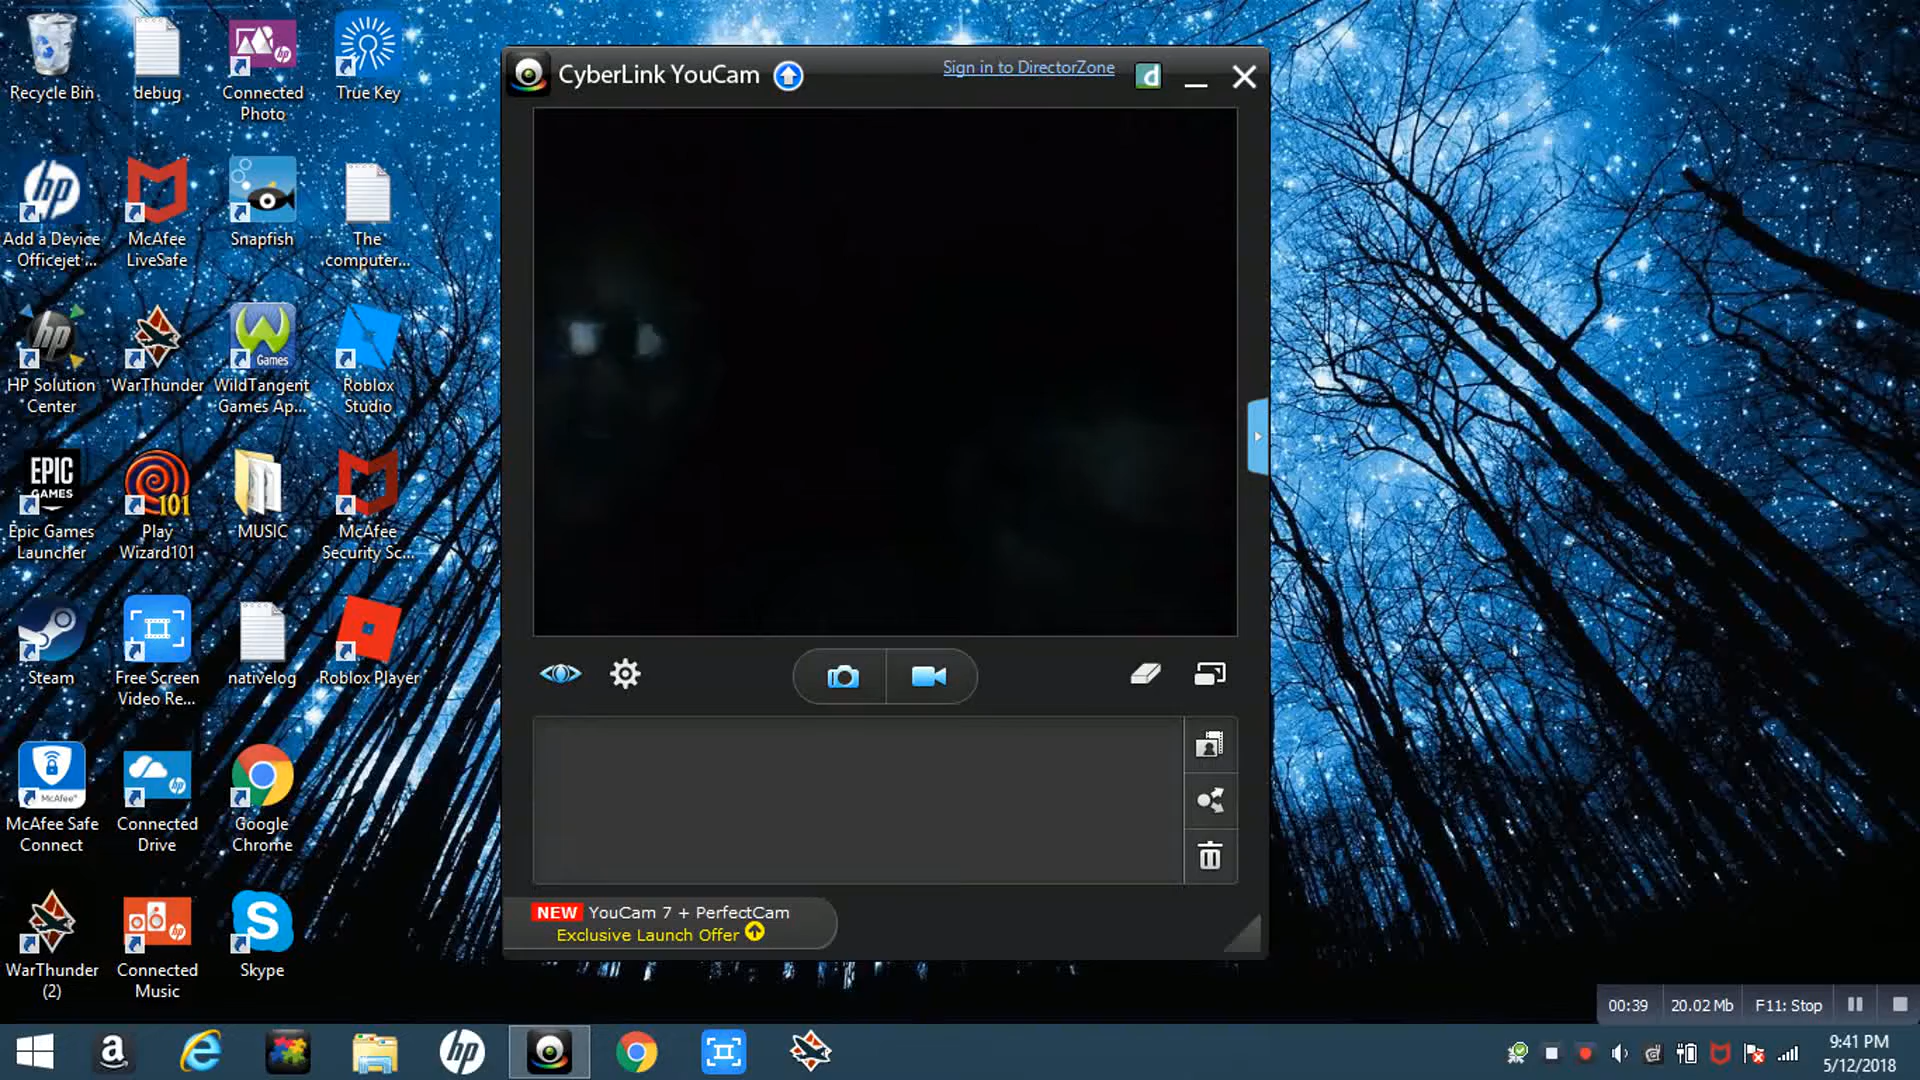 Recycle Bin
debug
Connected
Photo
True Key
Add a Device
- Officejet ...
McAfee
LiveSafe
Snapfish
The
computer...
HP Solution
Center
WarThunder
Games
WildTangent
Games Ap...
Roblox
Studio
EPIC
GAMES
Epic Games
Launcher
101
Play
Wizard101
MUSIC
McAfee
Security Sc...
Steam
Free Screen
Video Re...
nativelog
Roblox Player
McAfee
McAfee Safe
Connect
Connected
Drive
Google
Chrome
WarThunder
(2)
Connected
Music
Skype
CyberLink YouCam
Sign in to DirectorZone
NEW YouCam 7 + PerfectCam
Exclusive Launch Offer
00:39
20.02 Mb
F11: Stop
9:41 PM
5/12/2018